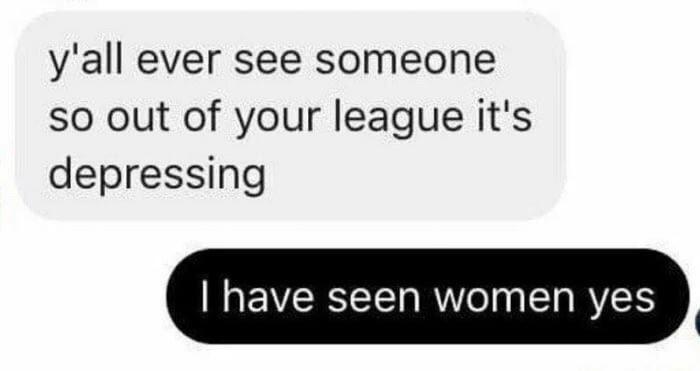 y'all ever see someone
so out of your league it's
depressing
I have seen women yes